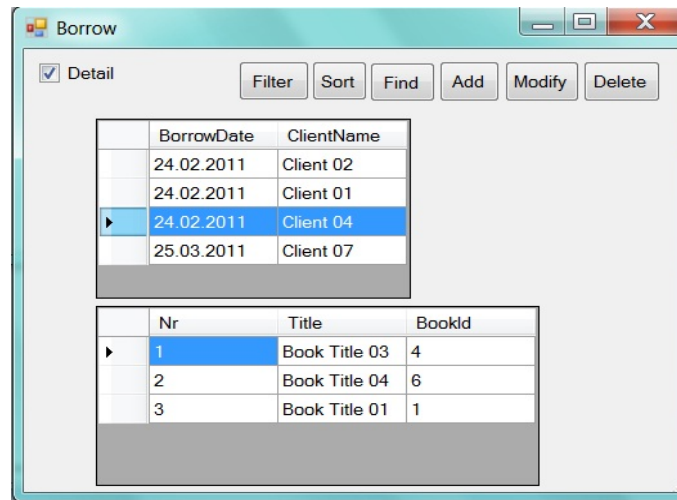 Borrow
Detail Filter Sort Find Add Modify Delete
BorrowDate ClientName
24.02.2011 Client 02
24.02.2011 Client 01
24.02.2011 Client 04
25.03.2011 Client 07
Nr Title BookId
1 Book Title 03 4
2 Book Title 04 6
3 Book Title 01 1